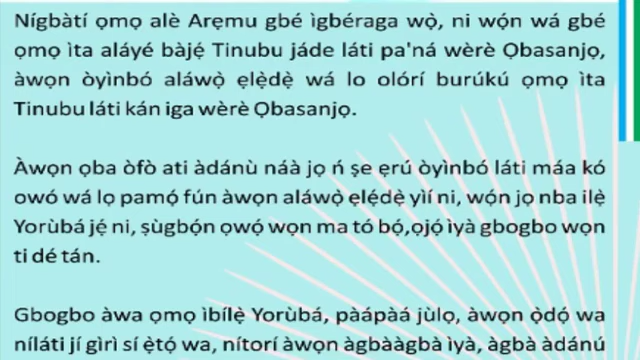 Nígbàtí ọmọ alè Arẹmu gbé ìgbéraga wọ̀, ni wọ́n wá gbé
ọmọ ìta aláyé bàjẹ́ Tinubu jáde láti pa'ná wèrè Ọbasanjọ,
àwọn òyìnbó aláwọ̀ ẹlẹ̀dẹ̀ wá lo olórí burúkú ọmọ ìta
Tinubu láti kán iga wèrè Ọbasanjọ.
Àwọn ọba òfò ati àdánù náà jọ ń ṣe ẹrú òyìnbó láti máa kó
owó wá lọ pamọ́ fún àwọn aláwọ̀ ẹlẹ́dẹ̀ yìí ni, wọ́n jọ nba ilẹ̀
Yorùbá jẹ́ ni, ṣùgbọ́n ọwọ́ wọn ma tó bọ́,ọjọ́ ìyà gbogbo wọn
ti dé tán.
Gbogbo àwa ọmọ ìbílẹ̀ Yorùbá, pàápáà jùlọ, àwọn ọ̀dọ́ wa
níláti jí gìrì sí ẹ̀tọ́ wa, nítorí àwọn àgbààgbà ìyà, àgbà àdánú